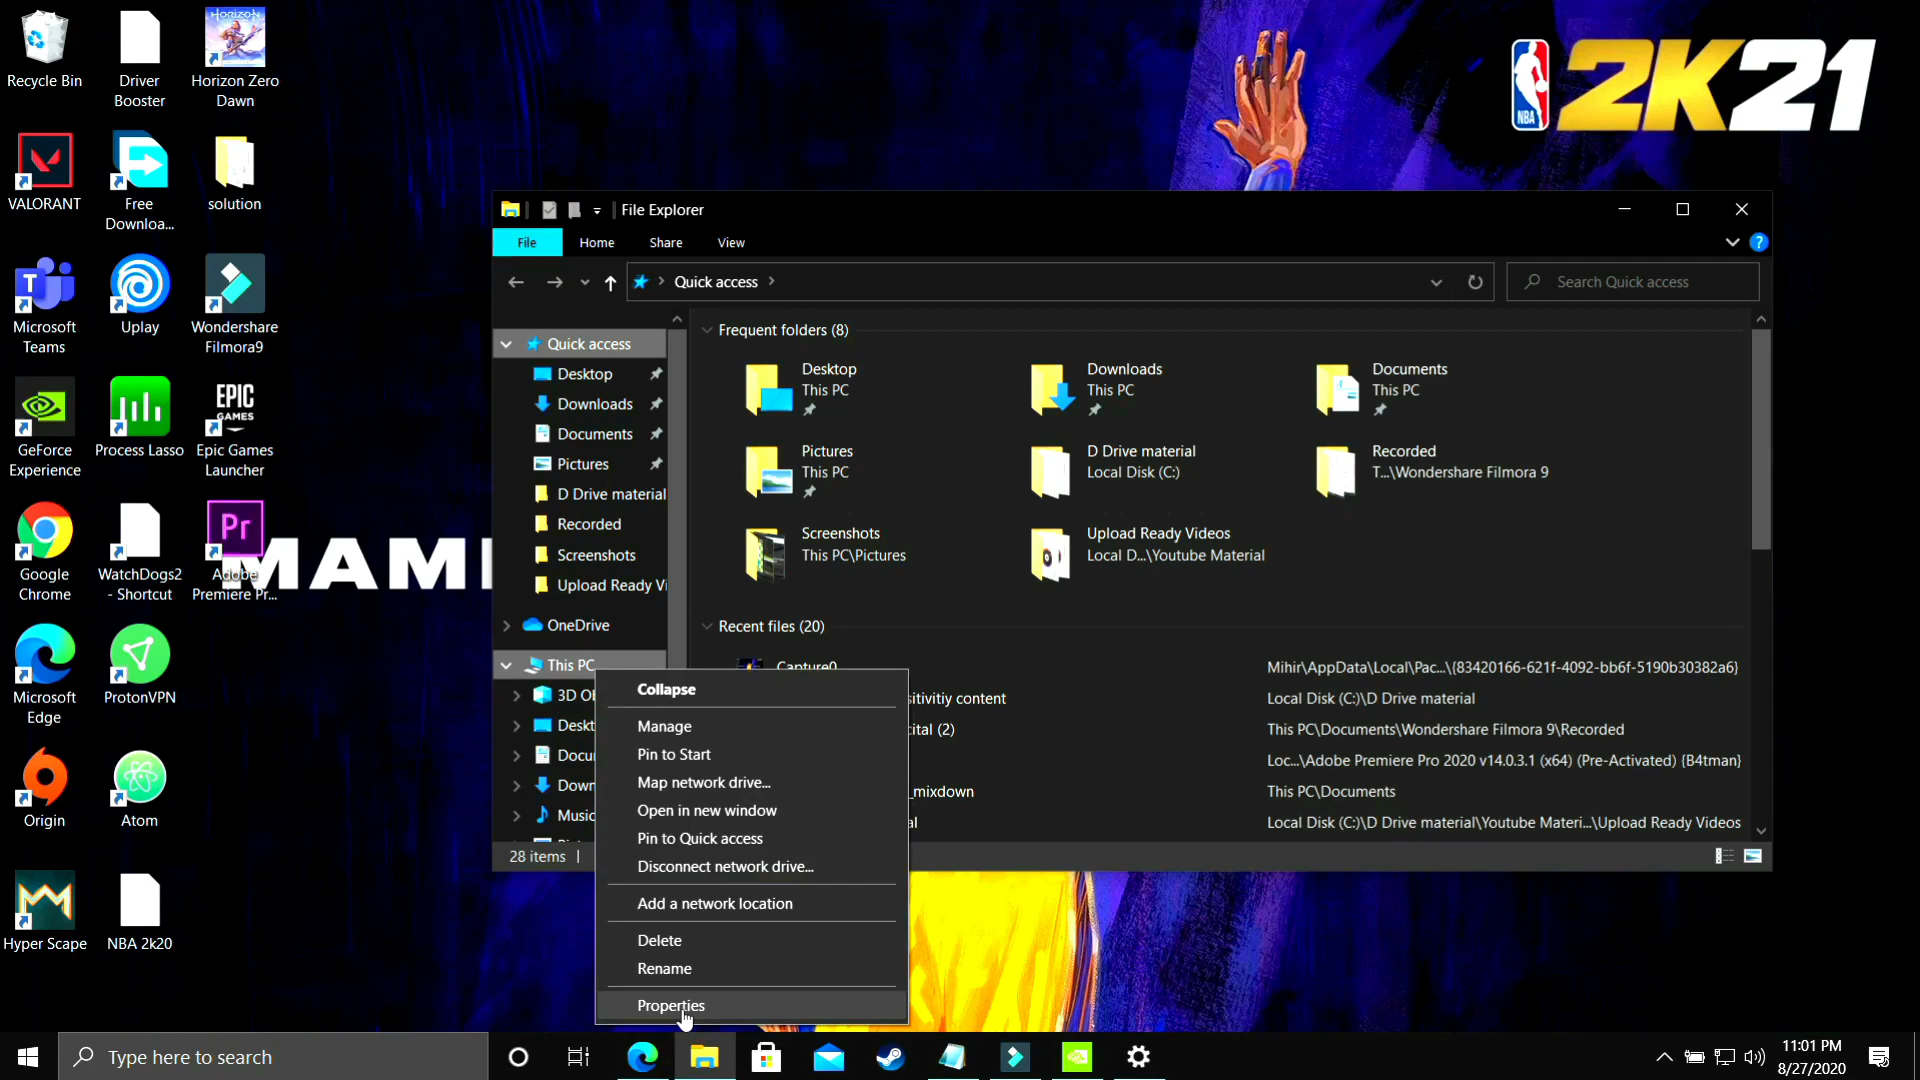 Recycle Bin
Driver
Booster
Horizon Zero
Dawn
HORIZON
VALORANT
Free
Downloa...
solution
Microsoft
Teams
Uplay
Wondershare
Filmora9
GeForce
Experience
Process Lasso
EPIC
GAMES
Epic Games
Launcher
Google
Chrome
WatchDogs2
- Shortcut
Pr
Adobe
Premiere Pr...
MAM
Microsoft
Edge
ProtonVPN
Origin
Atom
Hyper Scape
NBA 2k20
NBA
2K21
File Explorer
File
Home
Share
View
Quick access
Search Quick access
Quick access
Desktop
Downloads
Documents
Pictures
D Drive material
Recorded
Screenshots
Upload Ready Vi
OneDrive
This PC
3D Ob
Deskt
Docu
Down
Music
28 items
Frequent folders (8)
Desktop
This PC
Downloads
This PC
Documents
This PC
Pictures
This PC
D Drive material
Local Disk (C:)
Recorded
T...\Wondershare Filmora 9
Screenshots
This PC\Pictures
Upload Ready Videos
Local D...\Youtube Material
Recent files (20)
Capture0
Mihir\AppData\Local\Pac...\{83420166-621f-4092-bb6f-5190b30382a6}
sitivitiy content
Local Disk (C:)\D Drive material
ital (2)
This PC\Documents\Wondershare Filmora 9\Recorded
Loc...\Adobe Premiere Pro 2020 v14.0.3.1 (x64) (Pre-Activated) {B4tman}
_mixdown
This PC\Documents
al
Local Disk (C:)\D Drive material\Youtube Materi...\Upload Ready Videos
Collapse
Manage
Pin to Start
Map network drive...
Open in new window
Pin to Quick access
Disconnect network drive...
Add a network location
Delete
Rename
Properties
Type here to search
11:01 PM
8/27/2020